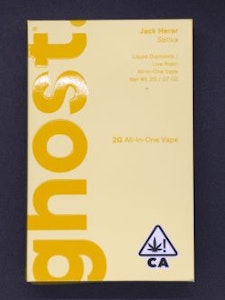 ghost.
Jack Herer
Sativa
Liquid Diamonds /
Live Resin
All-In-One Vape
Net Wt. 2G / .07 OZ
2G All-In-One Vape
!
CA